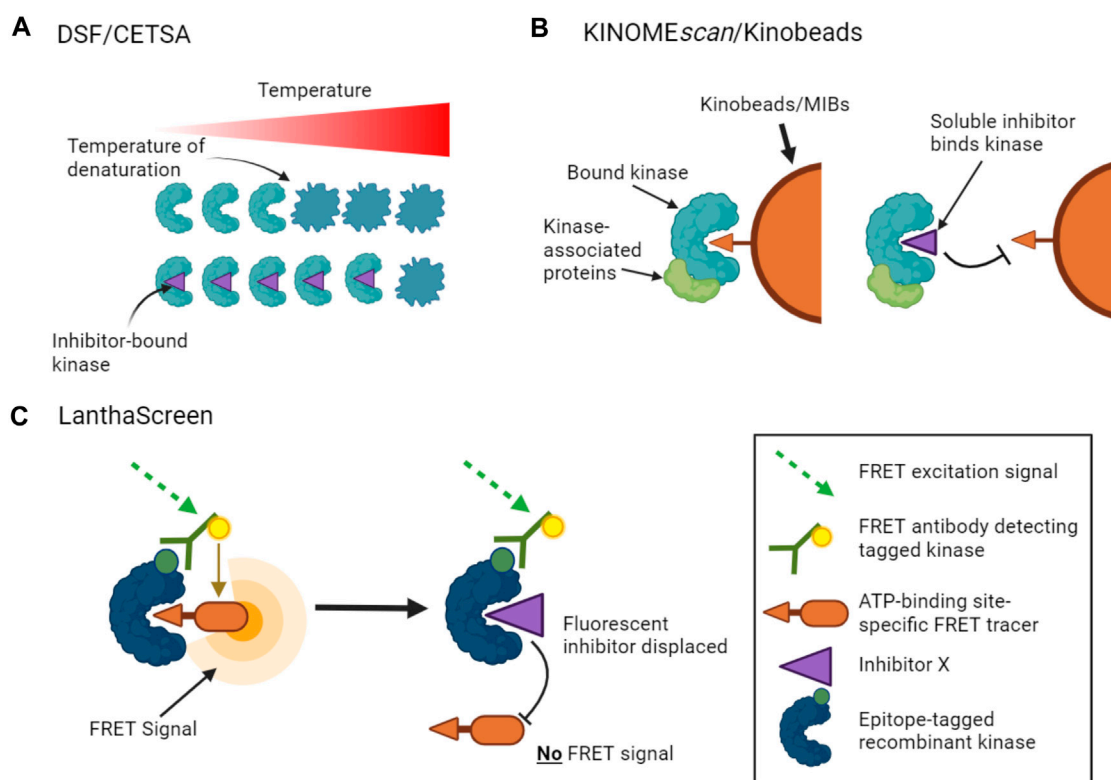 A
DSF/CETSA
Temperature
Temperature of
denaturation
Inhibitor-bound
kinase
B
KINOMEscan/Kinobeads
Kinobeads/MIBs
Soluble inhibitor
binds kinase
Bound kinase
Kinase-
associated
proteins
C
LanthaScreen
FRET Signal
Fluorescent
inhibitor displaced
No FRET signal
FRET excitation signal
FRET antibody detecting
tagged kinase
ATP-binding site-
specific FRET tracer
Inhibitor X
Epitope-tagged
recombinant kinase